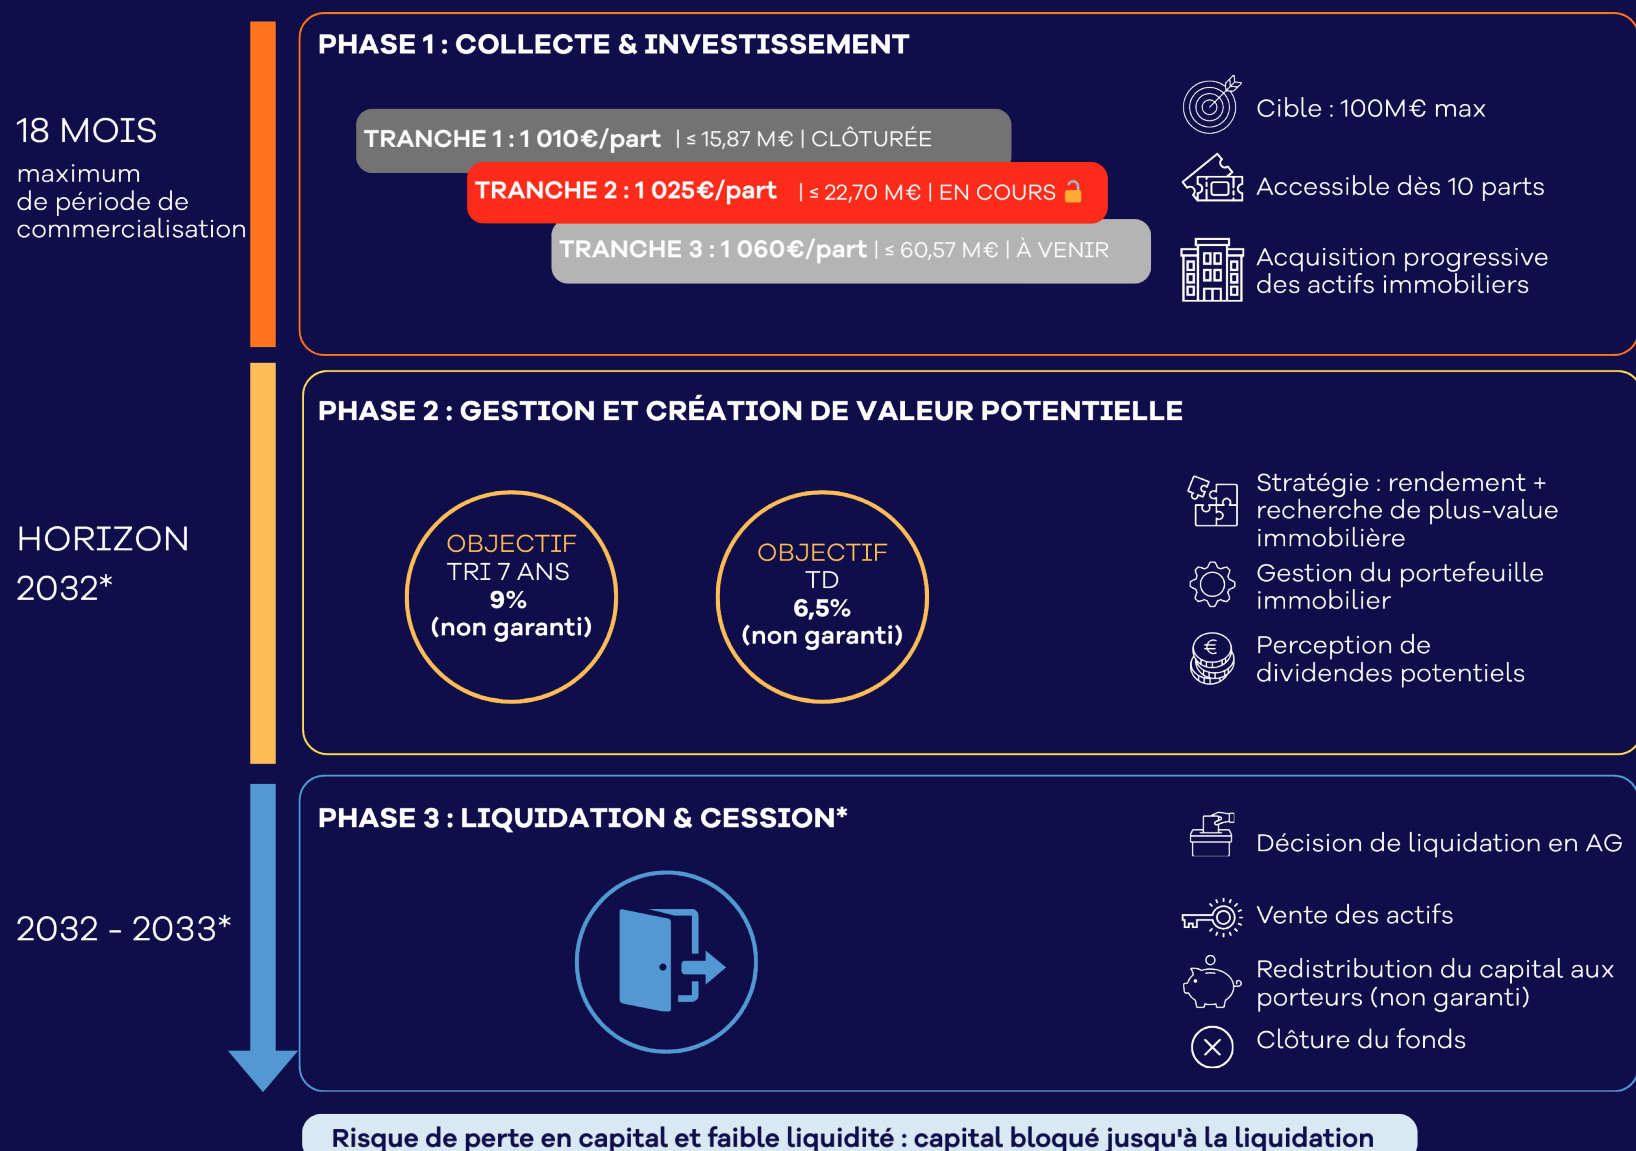 18 MOIS
maximum
de période de
commercialisation
PHASE 1 : COLLECTE & INVESTISSEMENT
TRANCHE 1 : 1 010€/part | ≤ 15,87 M€ | CLÔTURÉE
TRANCHE 2 : 1 025€/part | ≤ 22,70 M€ | EN COURS
TRANCHE 3 : 1 060€/part | ≤ 60,57 M€ | À VENIR
Cible : 100M€ max
Accessible dès 10 parts
Acquisition progressive
des actifs immobiliers
HORIZON
2032*
PHASE 2 : GESTION ET CRÉATION DE VALEUR POTENTIELLE
OBJECTIF
TRI 7 ANS
9%
(non garanti)
OBJECTIF
TD
6,5%
(non garanti)
Stratégie : rendement +
recherche de plus-value
immobilière
Gestion du portefeuille
immobilier
€
Perception de
dividendes potentiels
2032 - 2033*
PHASE 3 : LIQUIDATION & CESSION*
Décision de liquidation en AG
Vente des actifs
Redistribution du capital aux
porteurs (non garanti)
Clôture du fonds
Risque de perte en capital et faible liquidité : capital bloqué jusqu'à la liquidation